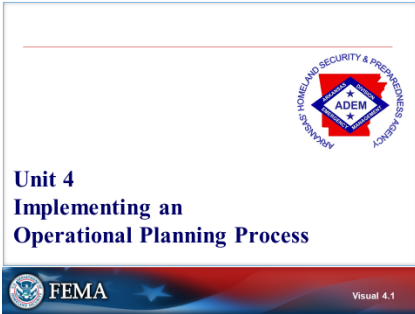 ARKANSAS' HOMELAND SECURITY & PREPAREDNESS AGENCY
ARKANSAS DIVISION
ADEM
EMERGENCY MANAGEMENT
Unit 4
Implementing an
Operational Planning Process
FEMA
Visual 4.1